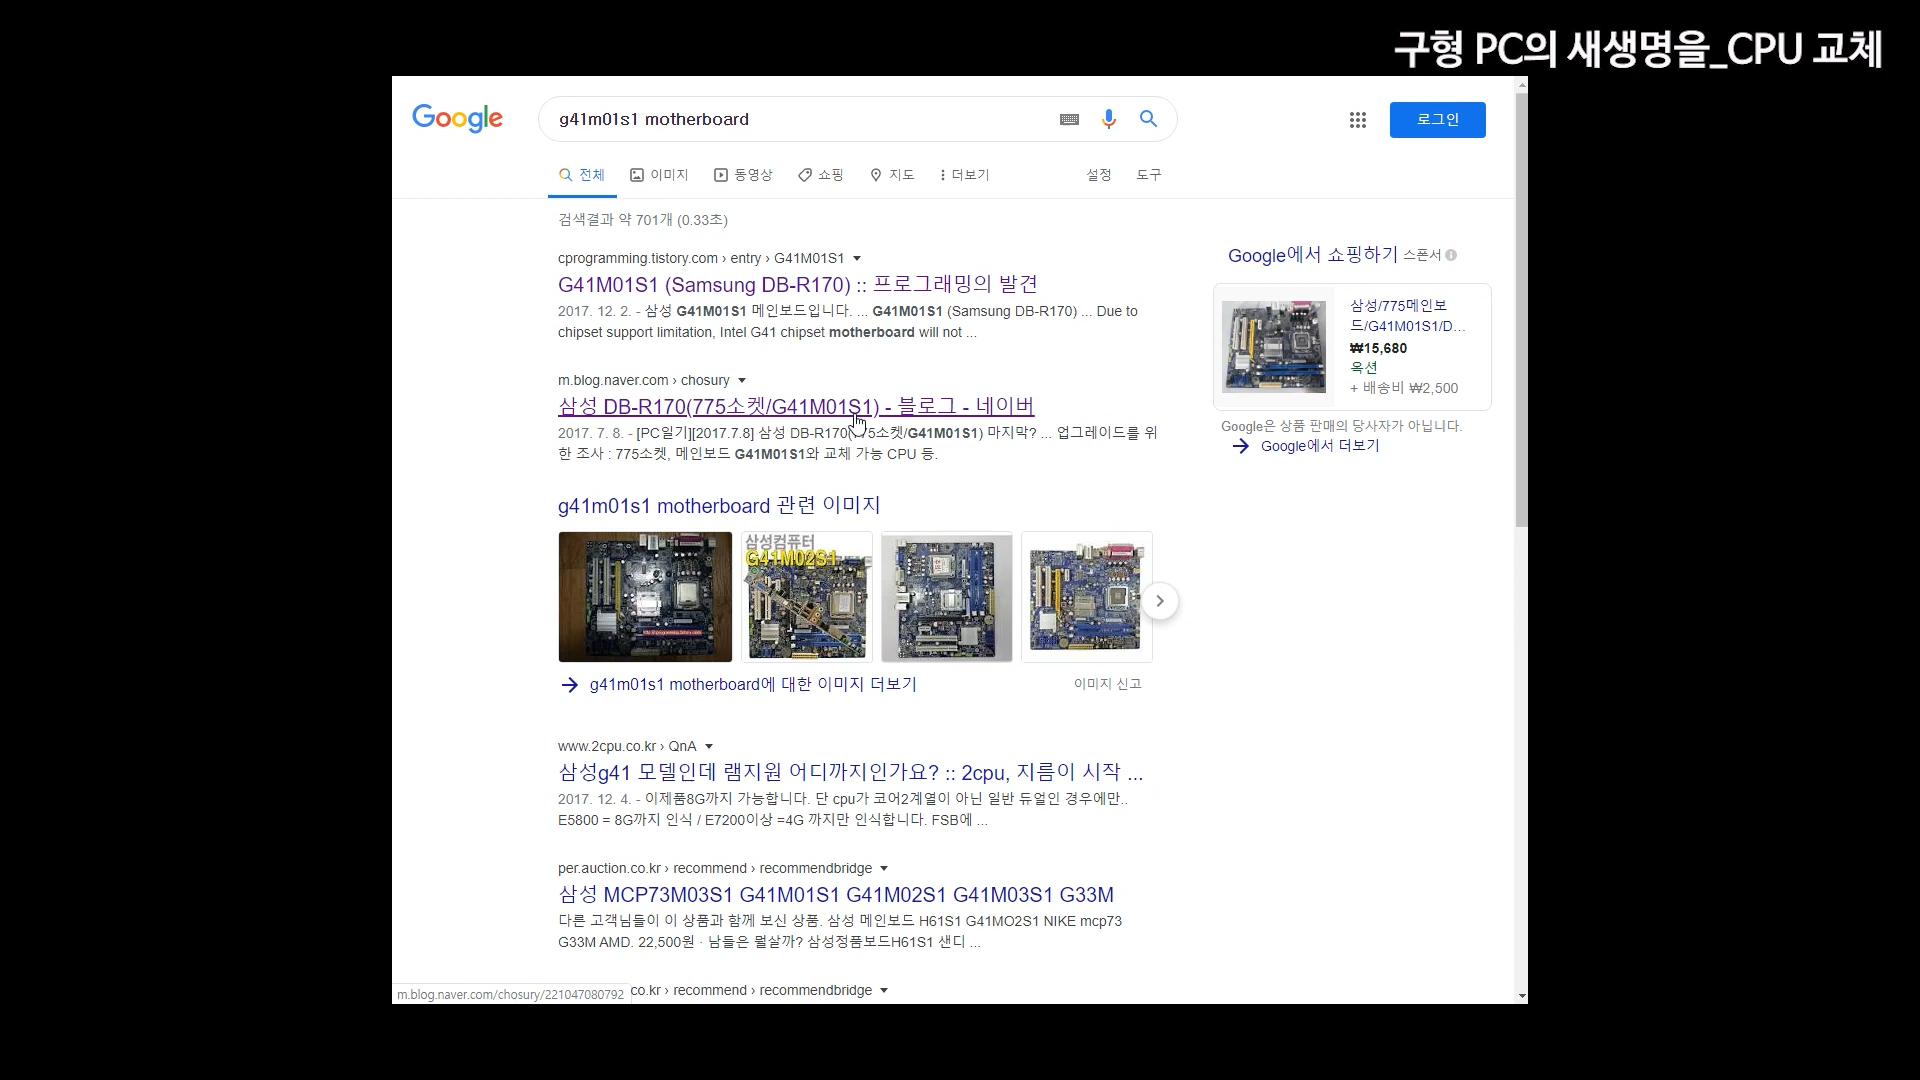 구형 PC의 새생명을_CPU 교체
Google
g41m01s1 motherboard
로그인
전체
이미지
동영상
쇼핑
지도
더보기
설정
도구
검색결과 약 701개 (0.33초)
cprogramming.tistory.com › entry › G41M01S1
G41M01S1 (Samsung DB-R170) :: 프로그래밍의 발견
2017. 12. 2. - 삼성 G41M01S1 메인보드입니다. ... G41M01S1 (Samsung DB-R170) ... Due to
chipset support limitation, Intel G41 chipset motherboard will not ...
m.blog.naver.com › chosury
삼성 DB-R170(775소켓/G41M01S1) - 블로그 - 네이버
2017. 7. 8. - [PC일기][2017.7.8] 삼성 DB-R170(775소켓/G41M01S1) 마지막? ... 업그레이드를 위
한 조사 : 775소켓, 메인보드 G41M01S1와 교체 가능 CPU 등.
g41m01s1 motherboard 관련 이미지
삼성컴퓨터
G41M02S1
g41m01s1 motherboard에 대한 이미지 더보기
이미지 신고
www.2cpu.co.kr › QnA
삼성g41 모델인데 램지원 어디까지인가요? :: 2cpu, 지름이 시작 ...
2017. 12. 4. - 이제품8G까지 가능합니다. 단 cpu가 코어2계열이 아닌 일반 듀얼인 경우에만..
E5800 = 8G까지 인식 / E7200이상 =4G 까지만 인식합니다. FSB에 ...
per.auction.co.kr › recommend › recommendbridge
삼성 MCP73M03S1 G41M01S1 G41M02S1 G41M03S1 G33M
다른 고객님들이 이 상품과 함께 보신 상품. 삼성 메인보드 H61S1 G41MO2S1 NIKE mcp73
G33M AMD. 22,500원 · 남들은 뭘살까? 삼성정품보드H61S1 샌디 ...
co.kr › recommend › recommendbridge
m.blog.naver.com/chosury/221047080792
Google에서 쇼핑하기 스폰서
삼성/775메인보
드/G41M01S1/D...
₩15,680
옥션
+ 배송비 ₩2,500
Google은 상품 판매의 당사자가 아닙니다.
Google에서 더보기